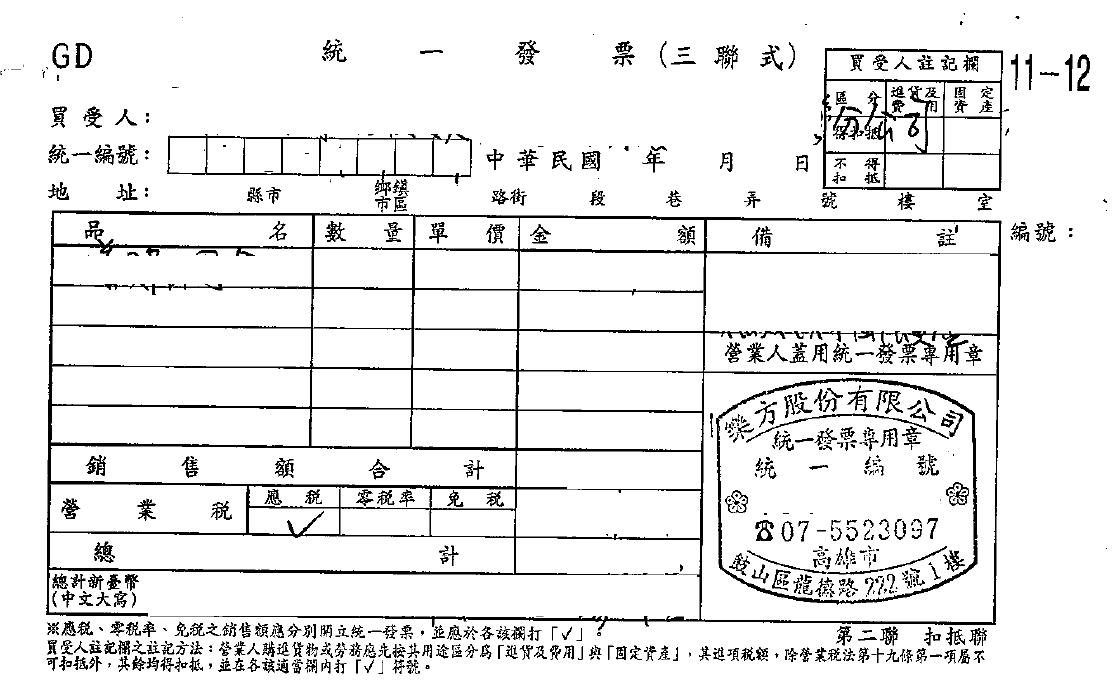 GD 統一發票(三聯式) 11-12
買受人註記欄
區分 進貨及費用 固定資產
得扣抵
不得扣抵
買受人:
統一編號: 中華民國 年 月 日
地址: 縣市 鄉鎮市區 路街 段 巷 弄 號 樓 室
品名 數量 單價 金額 備註 編號:
營業人蓋用統一發票專用章
樂方股份有限公司
統一發票專用章
統一編號
☎07-5523097
高雄市
鼓山區龍德路222號1樓
銷售額合計
營業稅 應稅 零稅率 免稅
✓
總計
總計新臺幣
(中文大寫)
※應稅、零稅率、免稅之銷售額應分別開立統一發票,並應於各該欄打「✓」。
第二聯 扣抵聯
買受人註記欄之註記方法:營業人購進貨物或勞務應先按其用途區分為「進貨及費用」與「固定資產」,其進項稅額,除營業稅法第十九條第一項屬不
可扣抵外,其餘均得扣抵,並在各該適當欄內打「✓」符號。